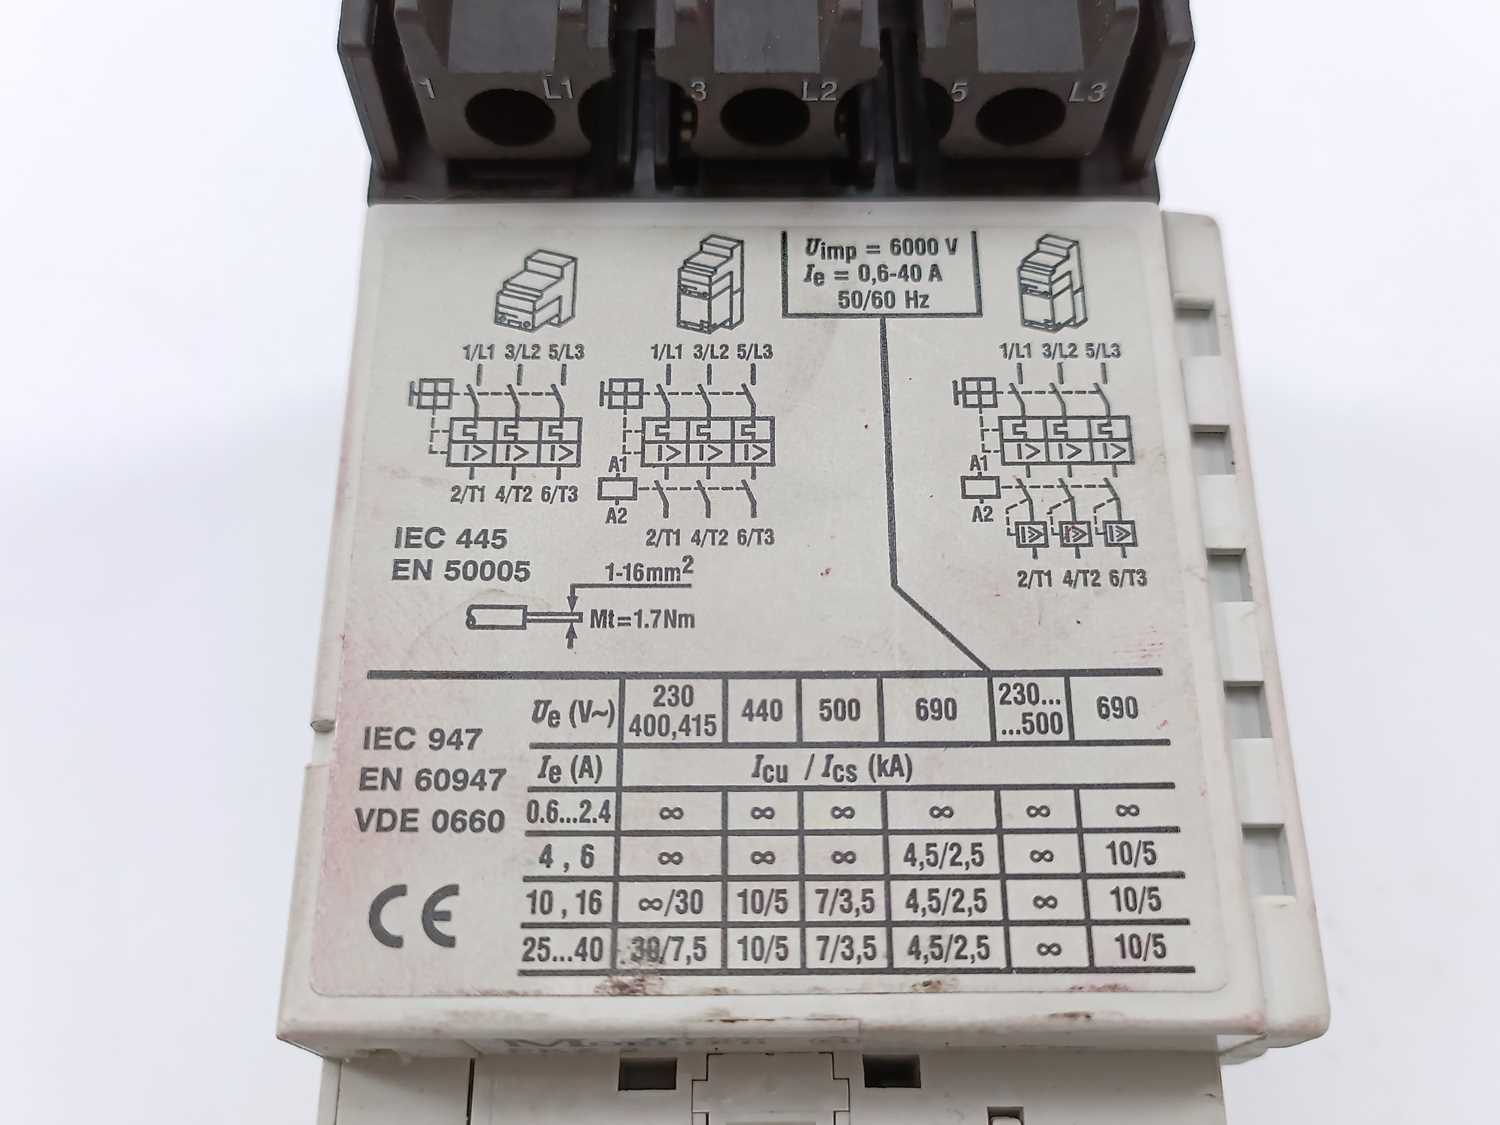 1 L1 3 L2 5 L3
Uimp = 6000 V
Ie = 0,6-40 A
50/60 Hz
1/L1 3/L2 5/L3
1/L1 3/L2 5/L3
1/L1 3/L2 5/L3
I> I> I>
I> I> I>
I> I> I>
2/T1 4/T2 6/T3
A1
A2
2/T1 4/T2 6/T3
A1
A2
I≫ I≫ I≫
2/T1 4/T2 6/T3
IEC 445
EN 50005
1-16mm²
Mt=1.7Nm
IEC 947
EN 60947
VDE 0660
CE
Ue (V~) 230 400,415 440 500 690 230... ...500 690
Ie (A) Icu / Ics (kA)
0.6...2.4 ∞ ∞ ∞ ∞ ∞ ∞
4 , 6 ∞ ∞ ∞ 4,5/2,5 ∞ 10/5
10 , 16 ∞/30 10/5 7/3,5 4,5/2,5 ∞ 10/5
25...40 30/7,5 10/5 7/3,5 4,5/2,5 ∞ 10/5